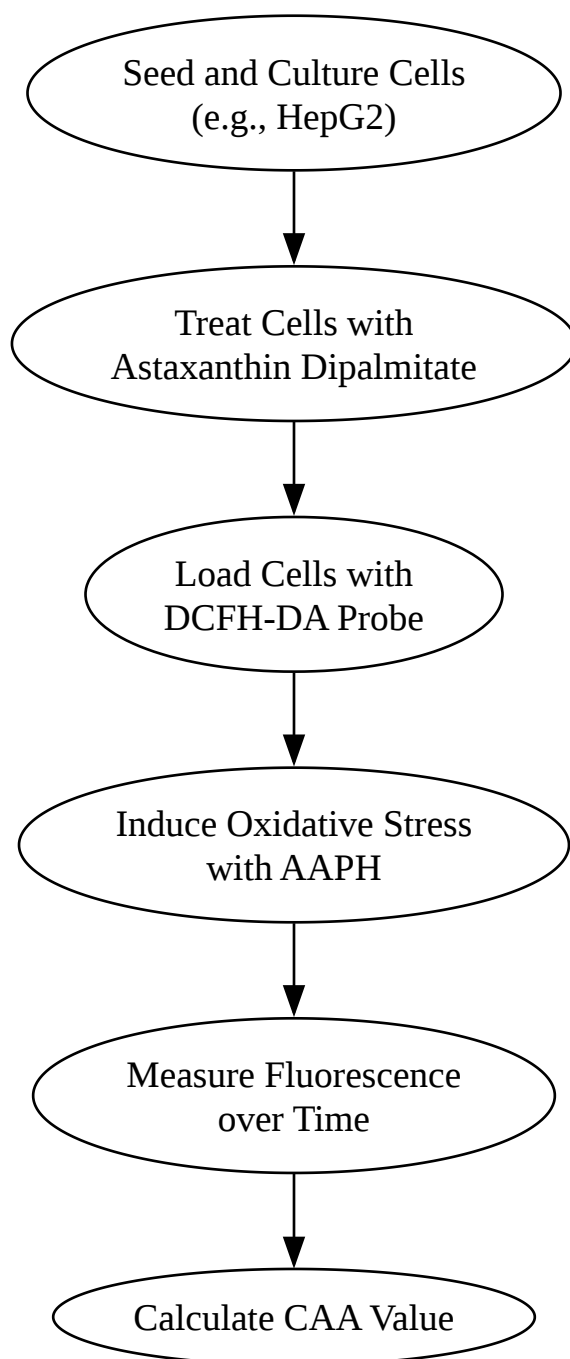 Seed and Culture Cells
(e.g., HepG2)
Treat Cells with
Astaxanthin Dipalmitate
Load Cells with
DCFH-DA Probe
Induce Oxidative Stress
with AAPH
Measure Fluorescence
over Time
Calculate CAA Value